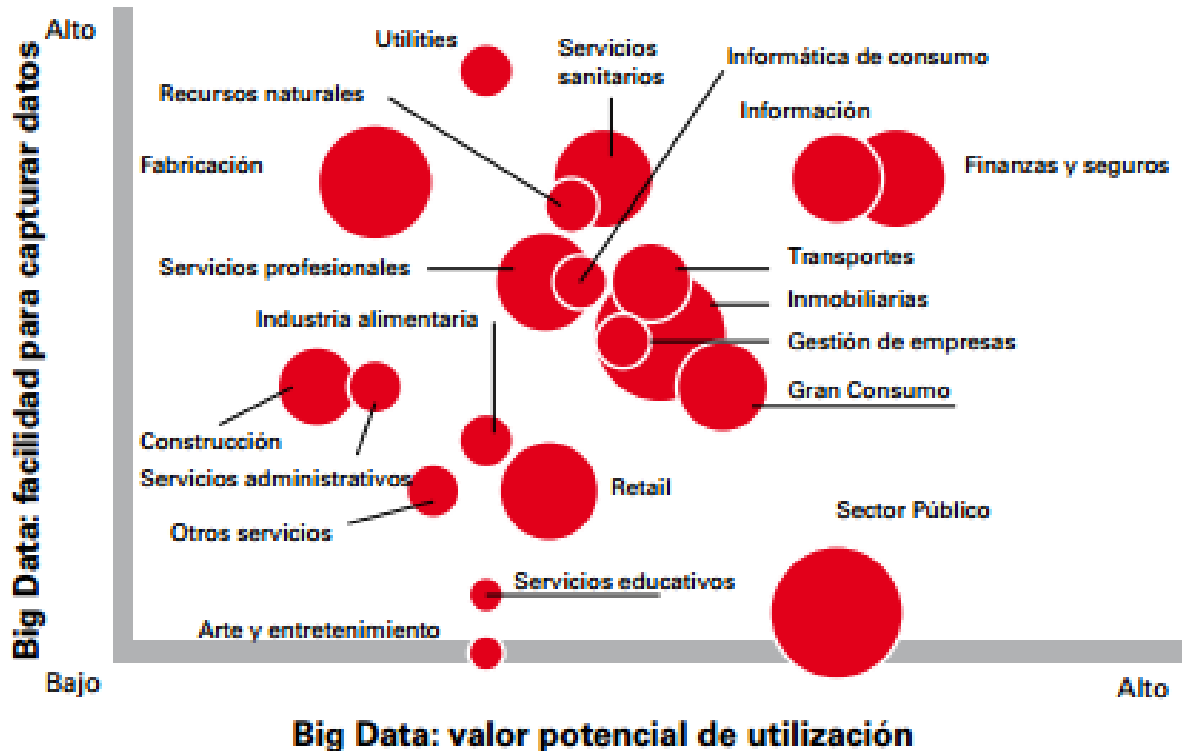 Alto
Utilities
Servicios
sanitarios
Informática de consumo
Recursos naturales
Información
Fabricación
Finanzas y seguros
Servicios profesionales
Transportes
Inmobiliarias
Industria alimentaria
Gestión de empresas
Gran Consumo
Construcción
Servicios administrativos
Retail
Otros servicios
Sector Público
Servicios educativos
Arte y entretenimiento
Big Data: facilidad para capturar datos
Bajo
Alto
Big Data: valor potencial de utilización